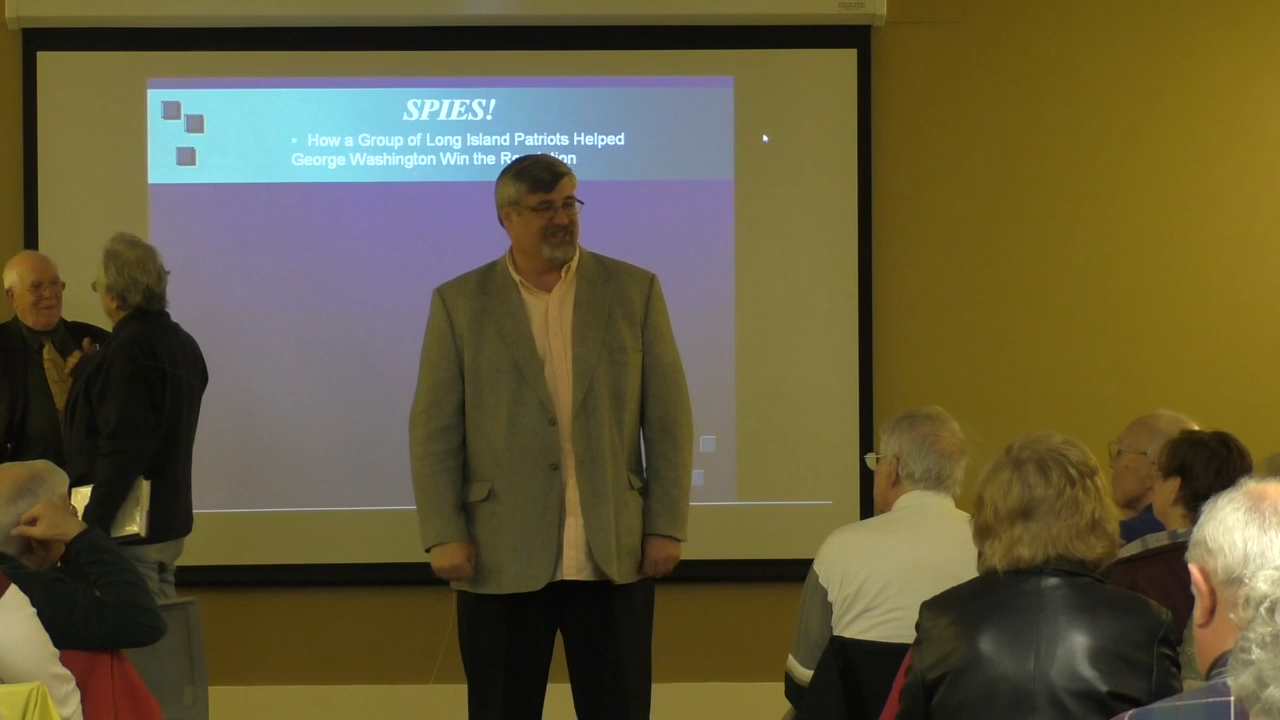 SPIES!
How a Group of Long Island Patriots Helped
George Washington Win the